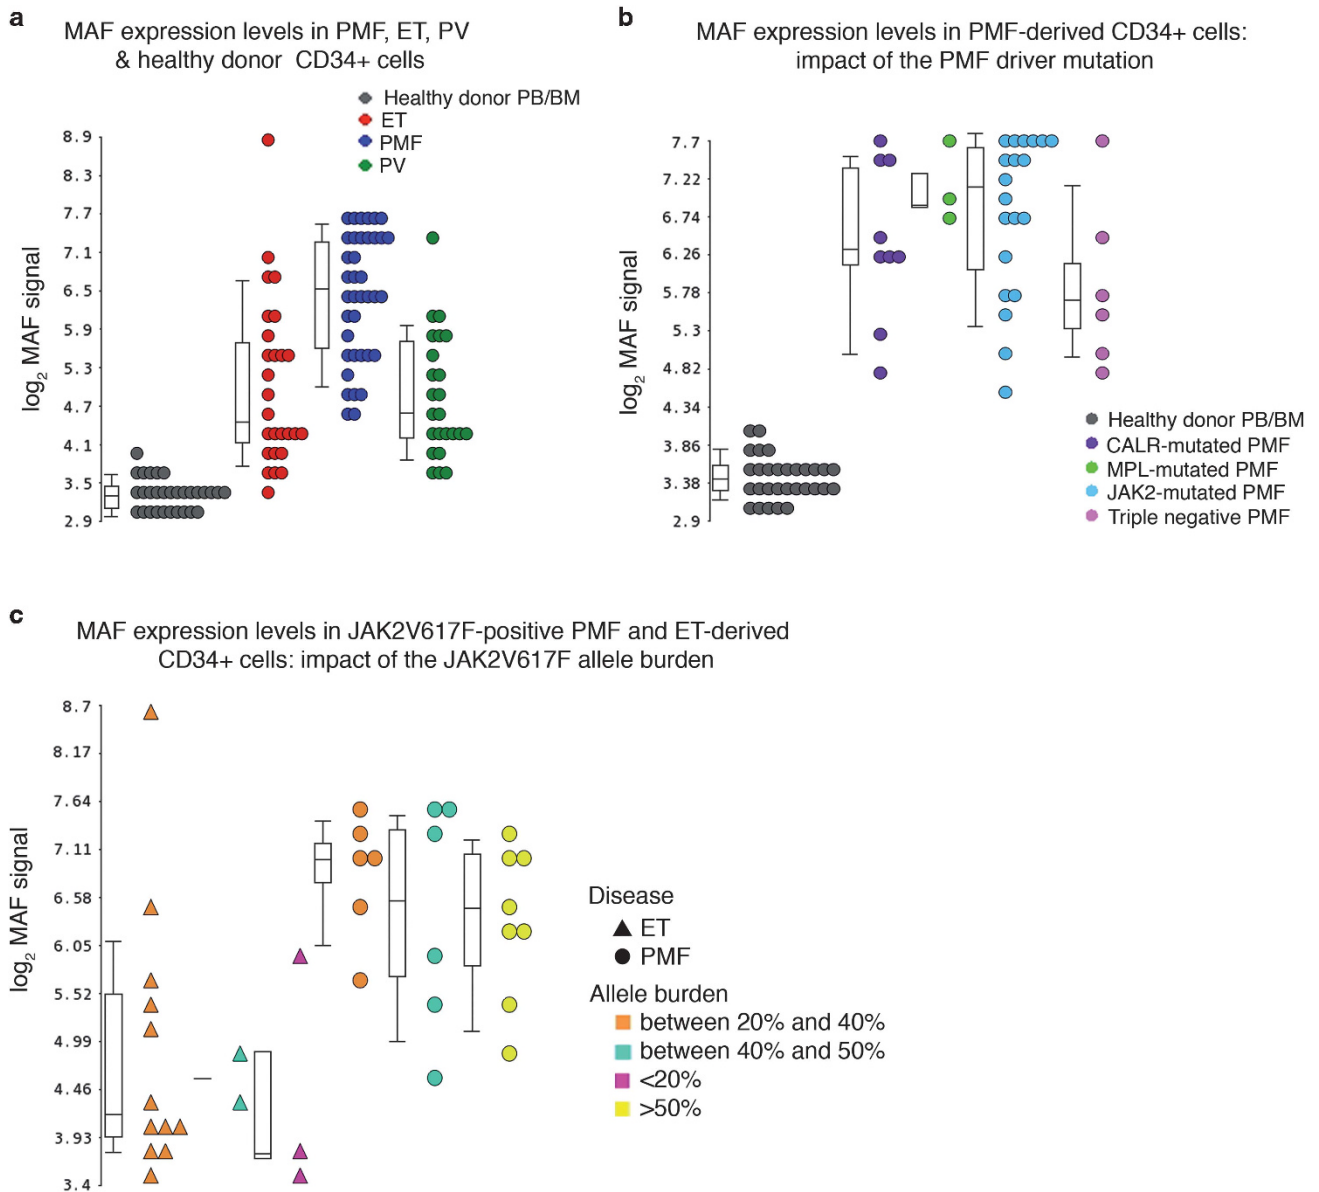 a
MAF expression levels in PMF, ET, PV
& healthy donor CD34+ cells
Healthy donor PB/BM
ET
PMF
PV
8.9
8.3
7.7
7.1
6.5
5.9
5.3
4.7
4.1
3.5
2.9
log2 MAF signal
b
MAF expression levels in PMF-derived CD34+ cells:
impact of the PMF driver mutation
7.7
7.22
6.74
6.26
5.78
5.3
4.82
4.34
3.86
3.38
2.9
log2 MAF signal
Healthy donor PB/BM
CALR-mutated PMF
MPL-mutated PMF
JAK2-mutated PMF
Triple negative PMF
c
MAF expression levels in JAK2V617F-positive PMF and ET-derived
CD34+ cells: impact of the JAK2V617F allele burden
8.7
8.17
7.64
7.11
6.58
6.05
5.52
4.99
4.46
3.93
3.4
log2 MAF signal
Disease
ET
PMF
Allele burden
between 20% and 40%
between 40% and 50%
<20%
>50%